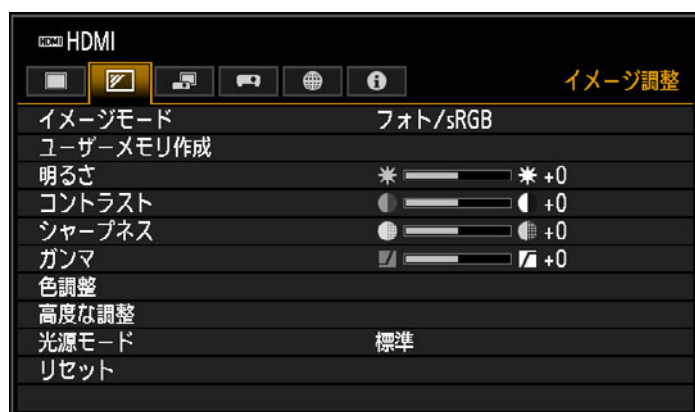 HDMI HDMI
イメージ調整
イメージモード フォト/sRGB
ユーザーメモリ作成
明るさ +0
コントラスト +0
シャープネス +0
ガンマ +0
色調整
高度な調整
光源モード 標準
リセット